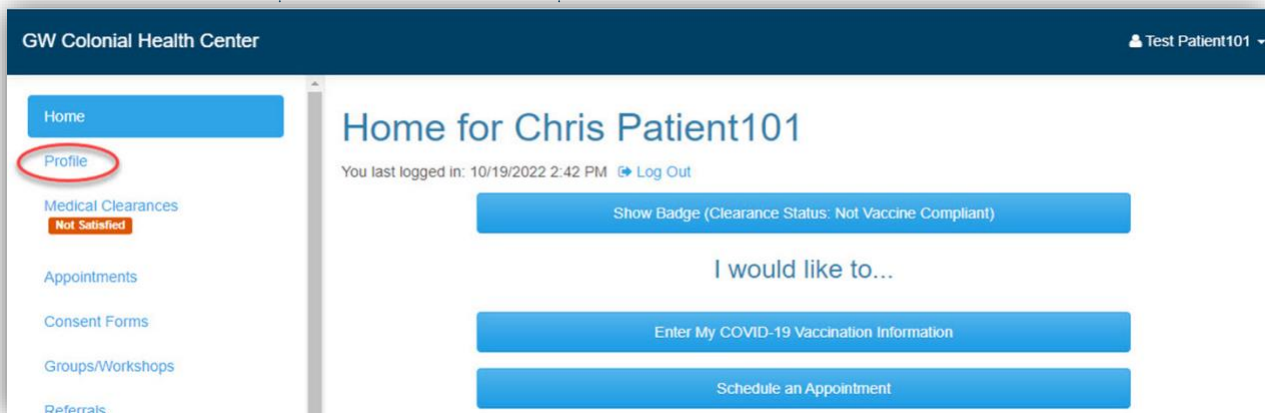 GW Colonial Health Center
Test Patient101
Home
Profile
Medical Clearances
Not Satisfied
Appointments
Consent Forms
Groups/Workshops
Referrals
Home for Chris Patient101
You last logged in: 10/19/2022 2:42 PM Log Out
Show Badge (Clearance Status: Not Vaccine Compliant)
I would like to...
Enter My COVID-19 Vaccination Information
Schedule an Appointment